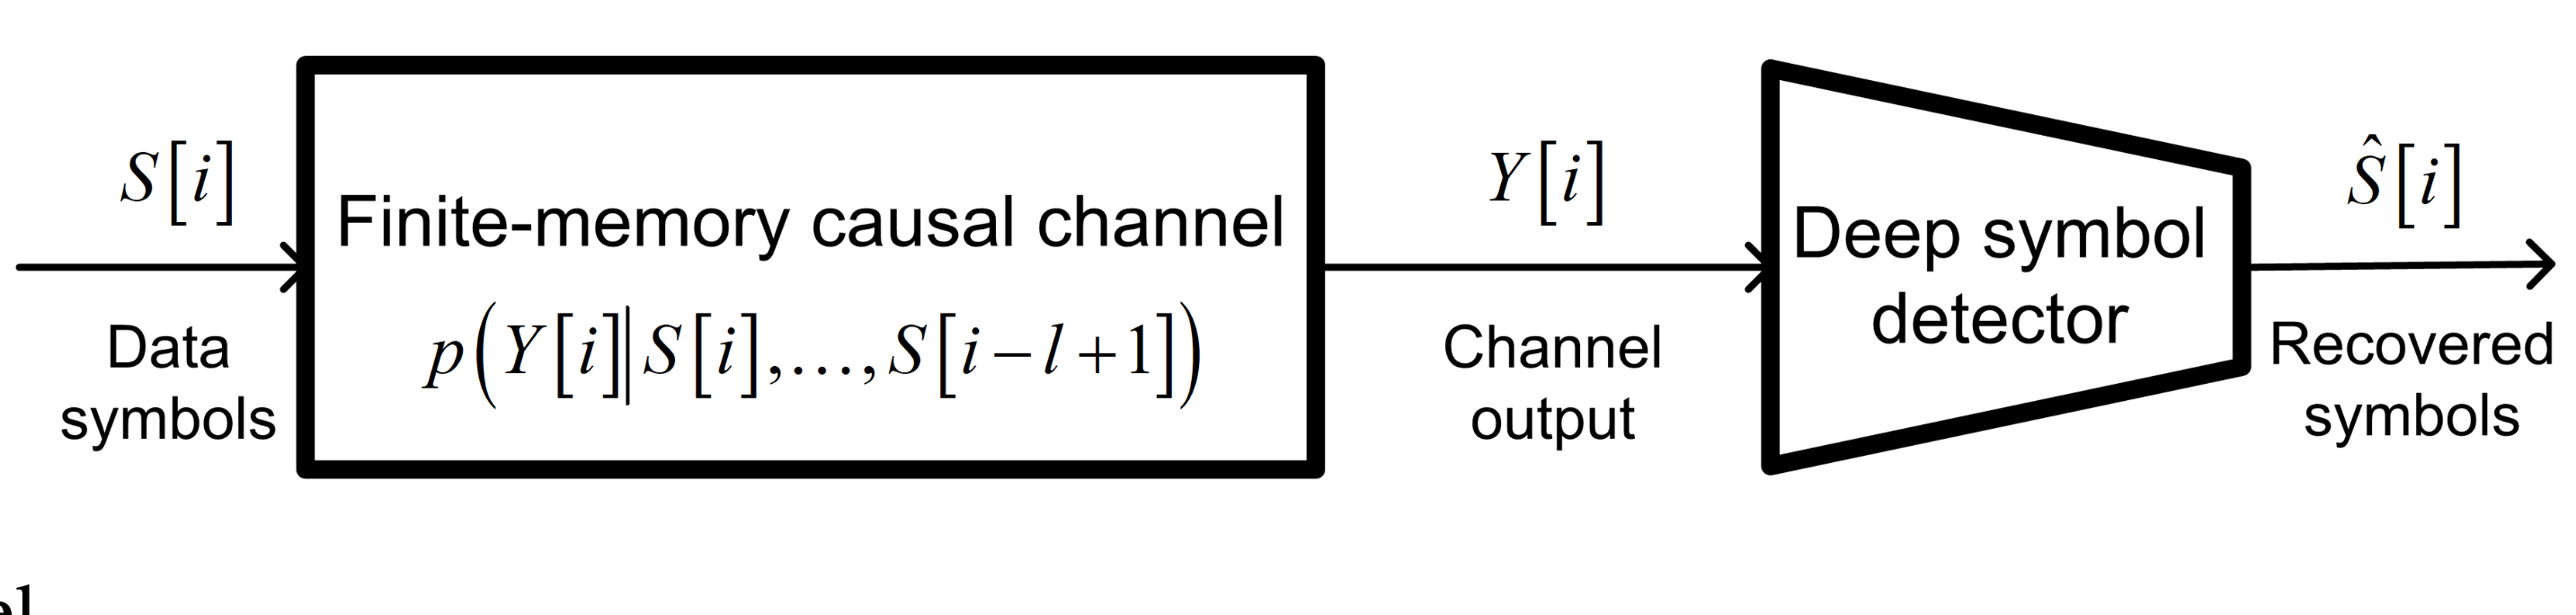 S[i]
Data
symbols
Finite-memory causal channel
p(Y[i]|S[i],...,S[i−l+1])
Y[i]
Channel
output
Deep symbol
detector
Ŝ[i]
Recovered
symbols